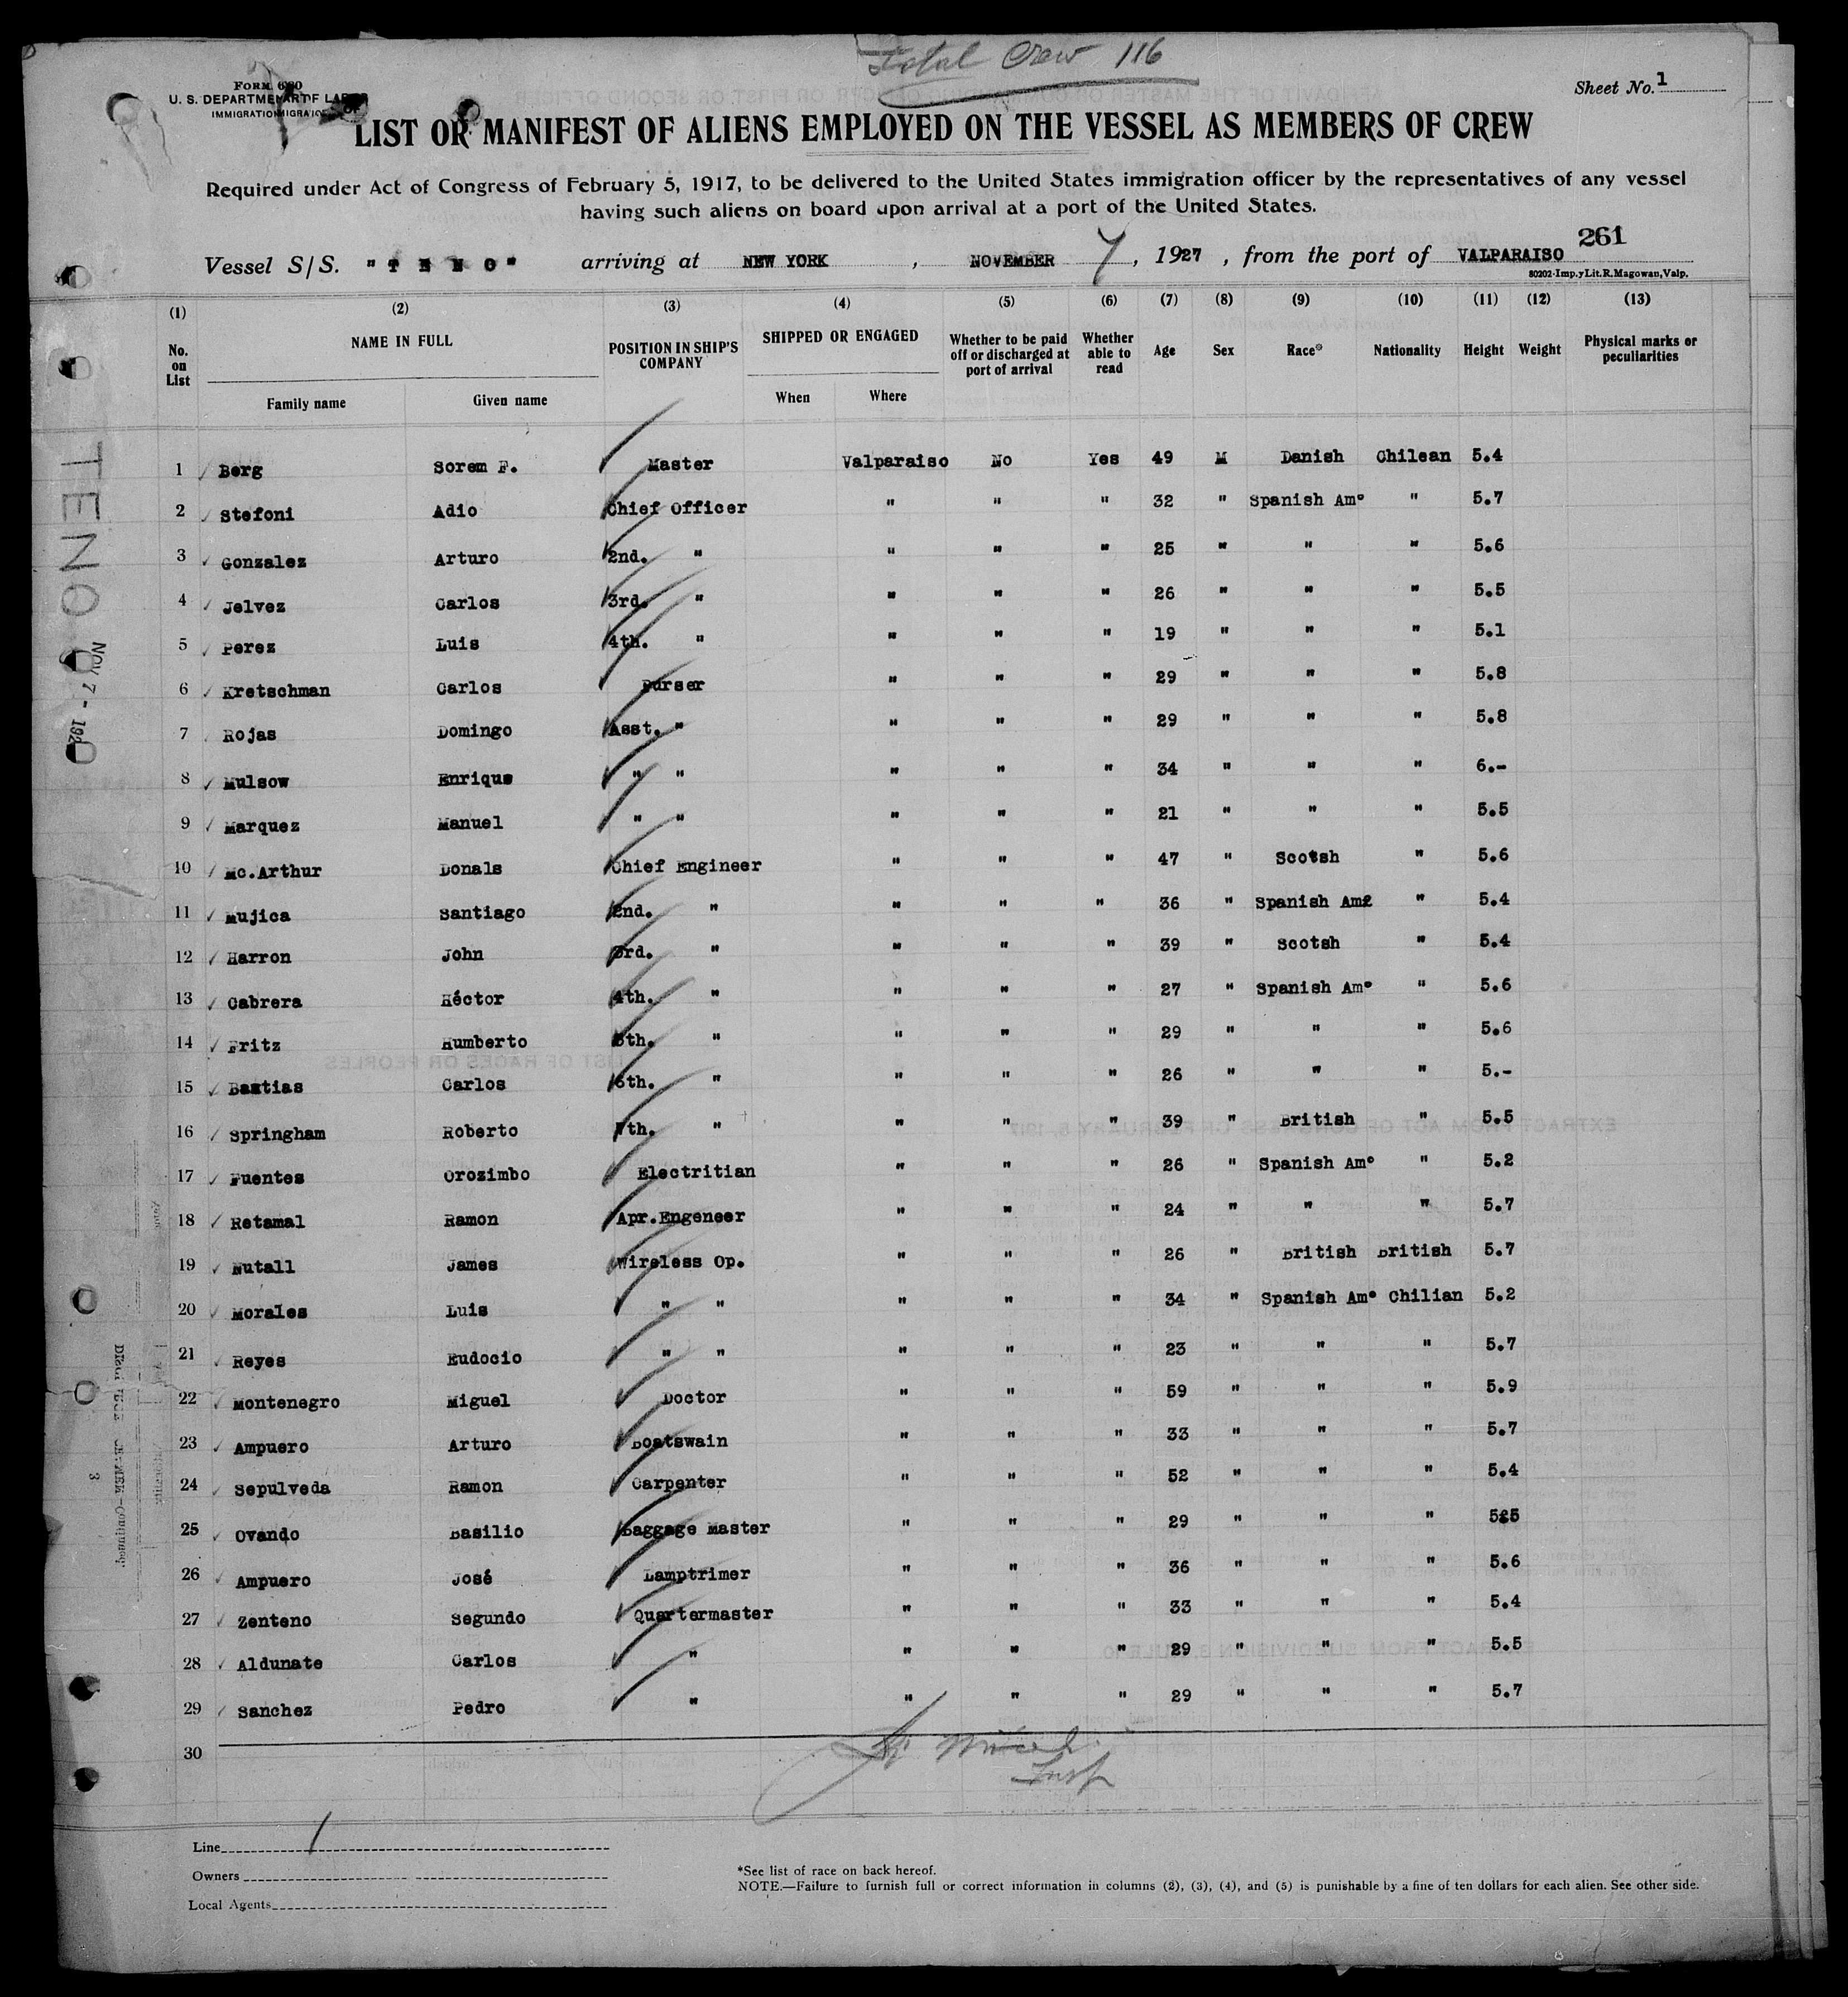 Total Crew 116
Form 680
U. S. DEPARTMENT OF LABOR
IMMIGRATION
Sheet No. 1
LIST OR MANIFEST OF ALIENS EMPLOYED ON THE VESSEL AS MEMBERS OF CREW
Required under Act of Congress of February 5, 1917, to be delivered to the United States immigration officer by the representatives of any vessel
having such aliens on board upon arrival at a port of the United States.
261
Vessel S/S. "T E N O" arriving at NEW YORK, NOVEMBER 7, 1927, from the port of VALPARAISO
80202-Imp.yLit.R.Magowan,Valp.
(1) (2) (3) (4) (5) (6) (7) (8) (9) (10) (11) (12) (13)
No. on List NAME IN FULL POSITION IN SHIP'S COMPANY SHIPPED OR ENGAGED Whether to be paid off or discharged at port of arrival Whether able to read Age Sex Race* Nationality Height Weight Physical marks or peculiarities
Family name Given name When Where
1 Berg Sorem F. Master Valparaiso No Yes 49 M Danish Chilean 5.4
2 Stefoni Adio Chief Officer " " " 32 " Spanish Amº " 5.7
3 Gonzalez Arturo 2nd. " " " " 25 " " " 5.6
4 Jelvez Carlos 3rd. " " " " 26 " " " 5.5
5 Perez Luis 4th. " " " " 19 " " " 5.1
6 Kretschman Carlos Purser " " " 29 " " " 5.8
7 Rojas Domingo Asst. " " " " 29 " " " 5.8
8 Mulsow Enrique " " " " " 34 " " " 6.-
9 Marquez Manuel " " " " " 21 " " " 5.5
10 Mc.Arthur Donals Chief Engineer " " " 47 " Scotsh " 5.6
11 Mujica Santiago 2nd. " " " " 36 " Spanish Amº " 5.4
12 Harron John 3rd. " " " " 39 " Scotsh " 5.4
13 Cabrera Héctor 4th. " " " " 27 " Spanish Amº " 5.6
14 Fritz Humberto 5th. " " " " 29 " " " 5.6
15 Bastias Carlos 6th. " " " " 26 " " " 5.-
16 Springham Roberto 7th. " " " " 39 " British " 5.5
17 Fuentes Orozimbo Electritian " " " 26 " Spanish Amº " 5.2
18 Retamal Ramon Apr.Engeneer " " " 24 " " " 5.7
19 Nutall James Wireless Op. " " " 26 " British British 5.7
20 Morales Luis " " " " " 34 " Spanish Amº Chilian 5.2
21 Reyes Eudocio " " " " " 23 " " " 5.7
22 Montenegro Miguel Doctor " " " 59 " " " 5.9
23 Ampuero Arturo Boatswain " " " 33 " " " 5.7
24 Sepulveda Ramon Carpenter " " " 52 " " " 5.4
25 Ovando Basilio Baggage Master " " " 29 " " " 5.5
26 Ampuero José Lamptrimer " " " 36 " " " 5.6
27 Zenteno Segundo Quartermaster " " " 33 " " " 5.4
28 Aldunate Carlos " " " " 29 " " " 5.5
29 Sanchez Pedro " " " " 29 " " " 5.7
30
Insp
Line 1
Owners
Local Agents
*See list of race on back hereof.
NOTE.—Failure to furnish full or correct information in columns (2), (3), (4), and (5) is punishable by a fine of ten dollars for each alien. See other side.
TENO
NOV 7 - 192